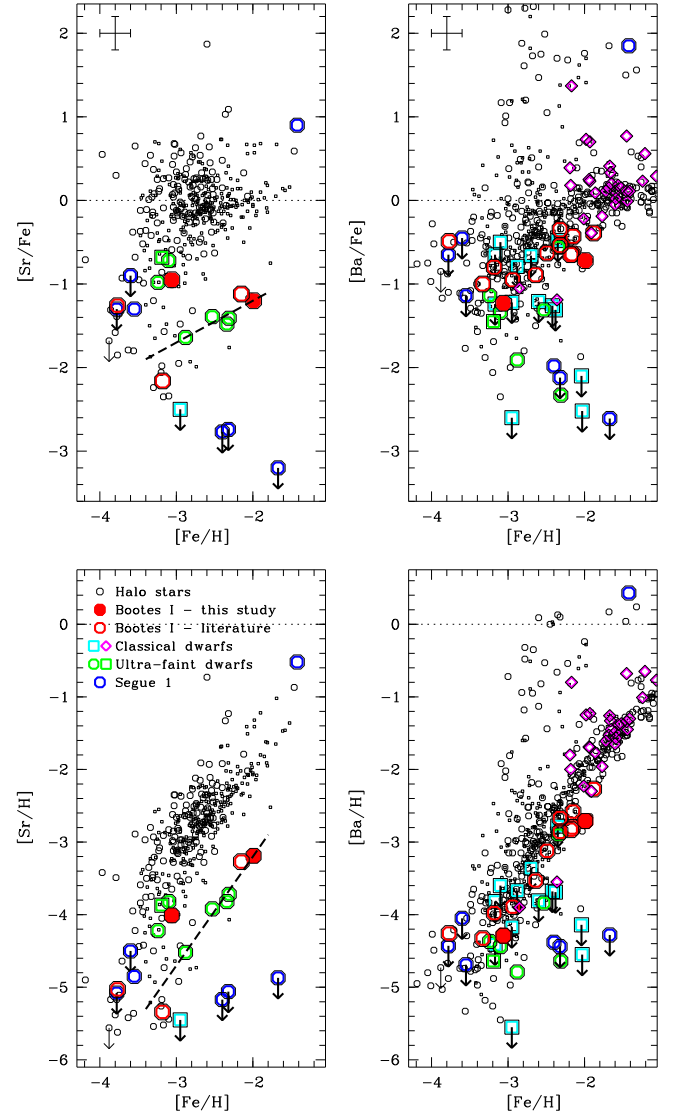 2
1
0
−1
−2
−3
[Sr/Fe]
−4
−3
−2
[Fe/H]
2
1
0
−1
−2
−3
[Ba/Fe]
−4
−3
−2
[Fe/H]
Halo stars
Bootes I − this study
Bootes I − literature
Classical dwarfs
Ultra−faint dwarfs
Segue 1
0
−1
−2
−3
−4
−5
−6
[Sr/H]
−4
−3
−2
[Fe/H]
0
−1
−2
−3
−4
−5
−6
[Ba/H]
−4
−3
−2
[Fe/H]